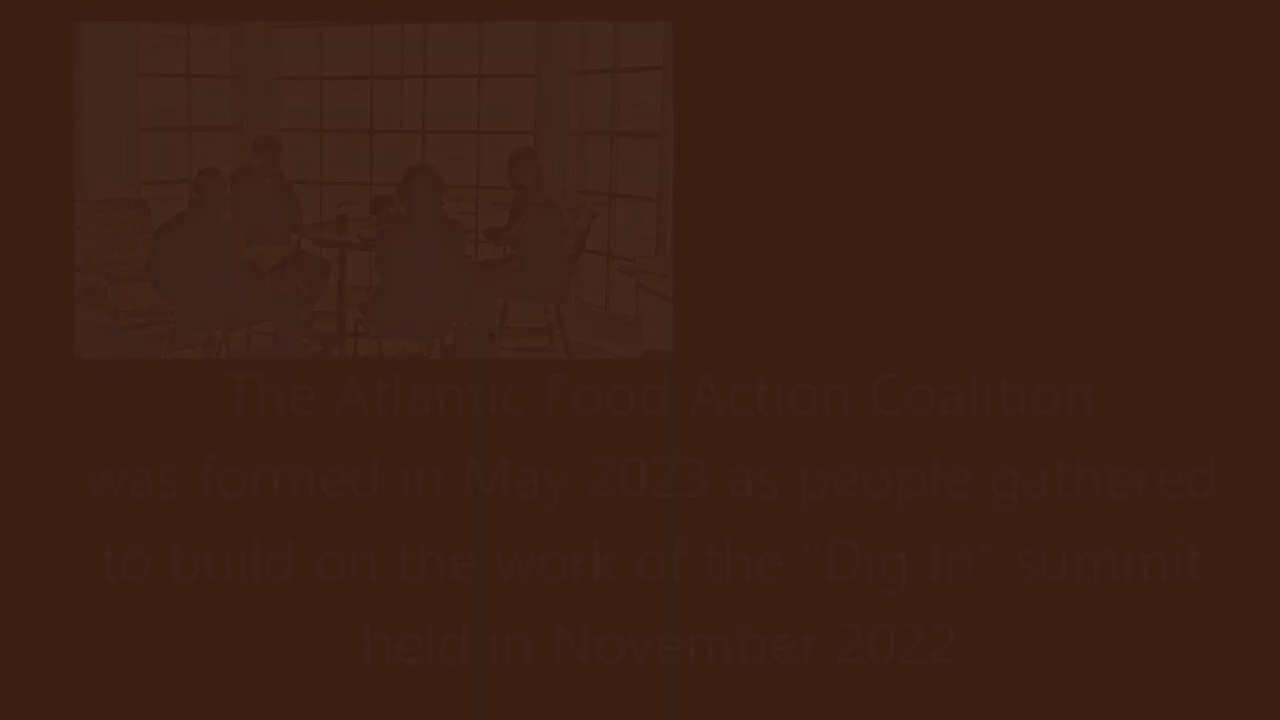 The Atlantic Food Action Coalition
was formed in May 2023 as people gathered
to build on the work of the "Dig In" summit
held in November 2022